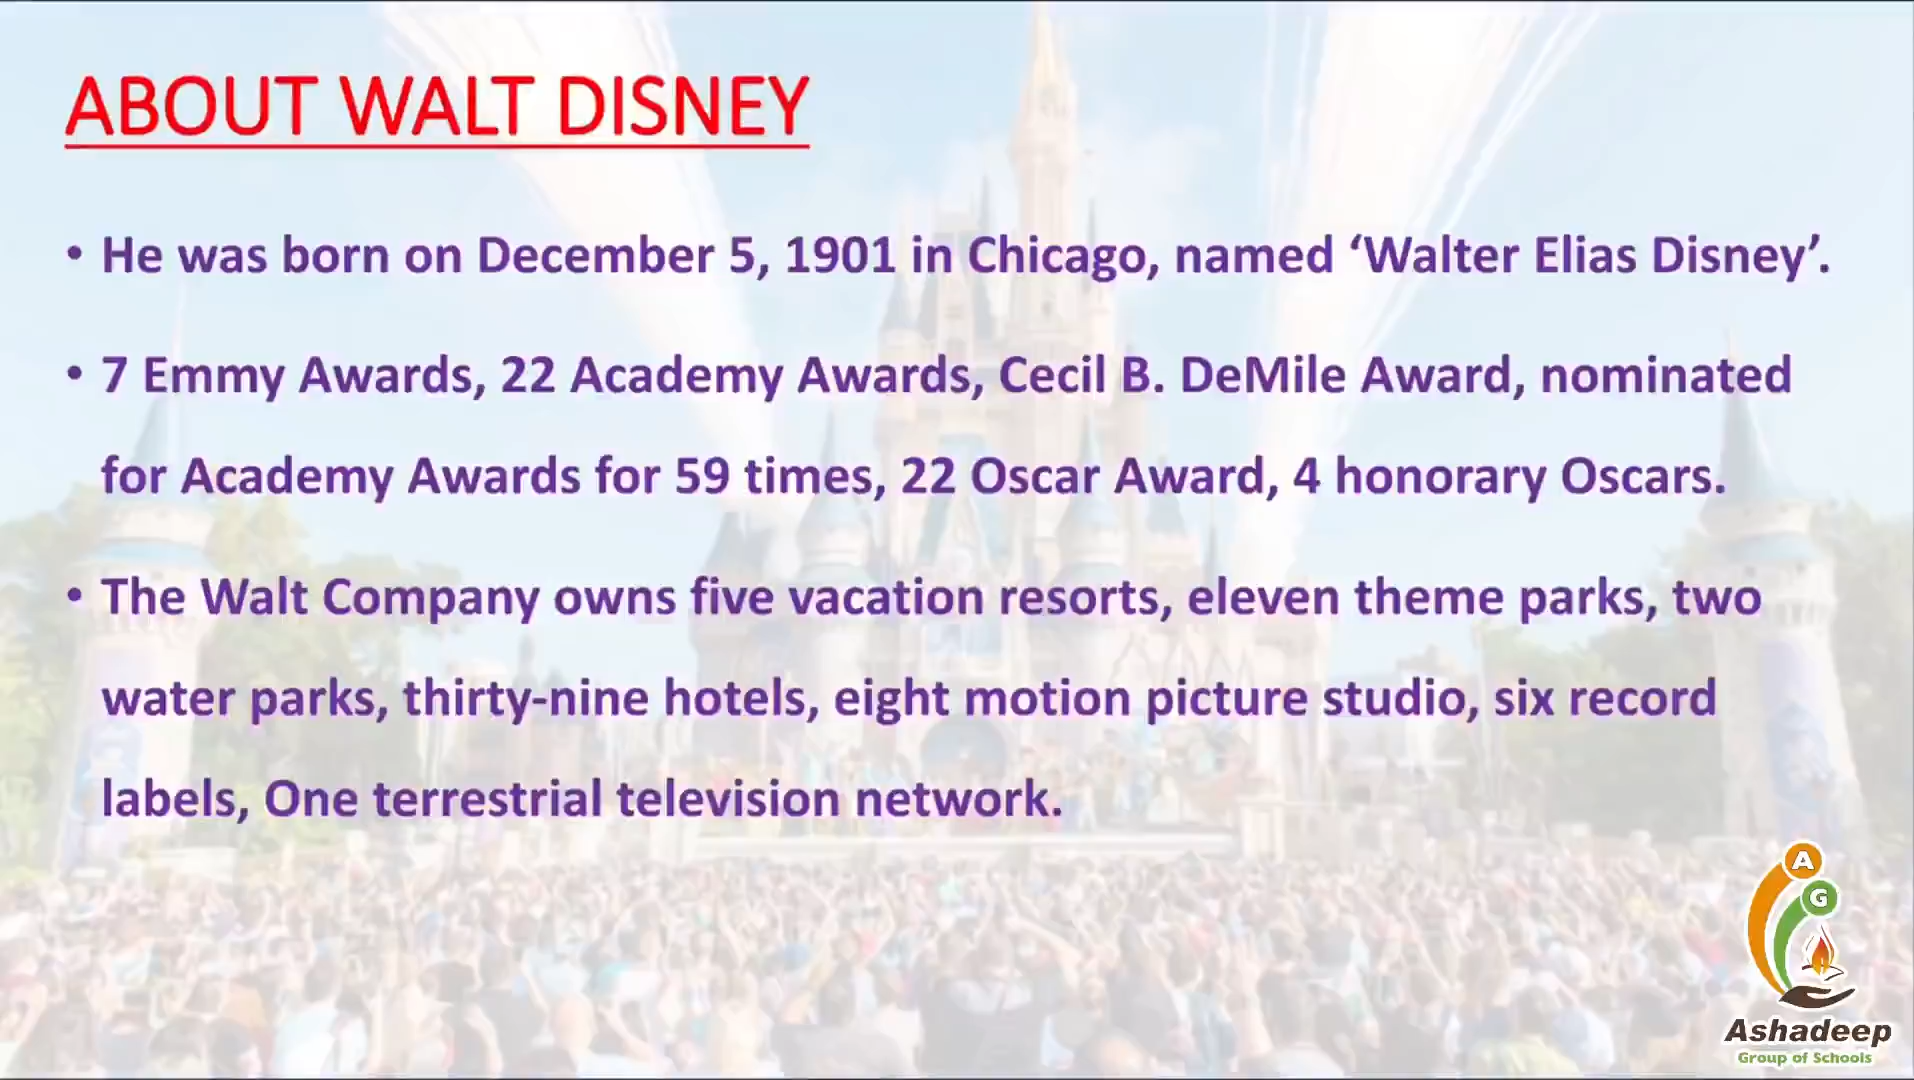 ABOUT WALT DISNEY
• He was born on December 5, 1901 in Chicago, named ‘Walter Elias Disney’.
• 7 Emmy Awards, 22 Academy Awards, Cecil B. DeMile Award, nominated
for Academy Awards for 59 times, 22 Oscar Award, 4 honorary Oscars.
• The Walt Company owns five vacation resorts, eleven theme parks, two
water parks, thirty-nine hotels, eight motion picture studio, six record
labels, One terrestrial television network.
A
G
Ashadeep
Group of Schools